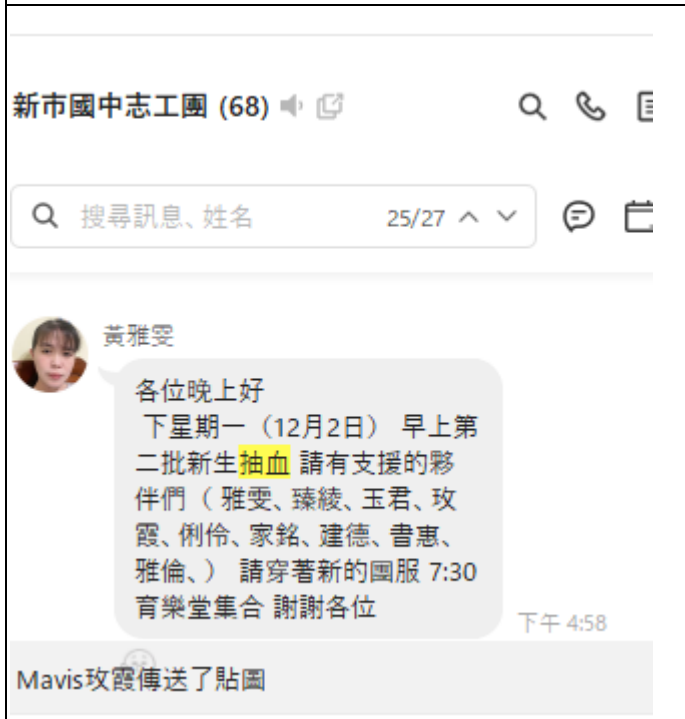 新市國中志工團 (68)
搜尋訊息、姓名 25/27
黃雅雯
各位晚上好
下星期一（12月2日） 早上第
二批新生抽血 請有支援的夥
伴們（ 雅雯、臻綾、玉君、玫
霞、俐伶、家銘、建德、書惠、
雅倫、） 請穿著新的團服 7:30
育樂堂集合 謝謝各位
下午 4:58
Mavis玫霞傳送了貼圖